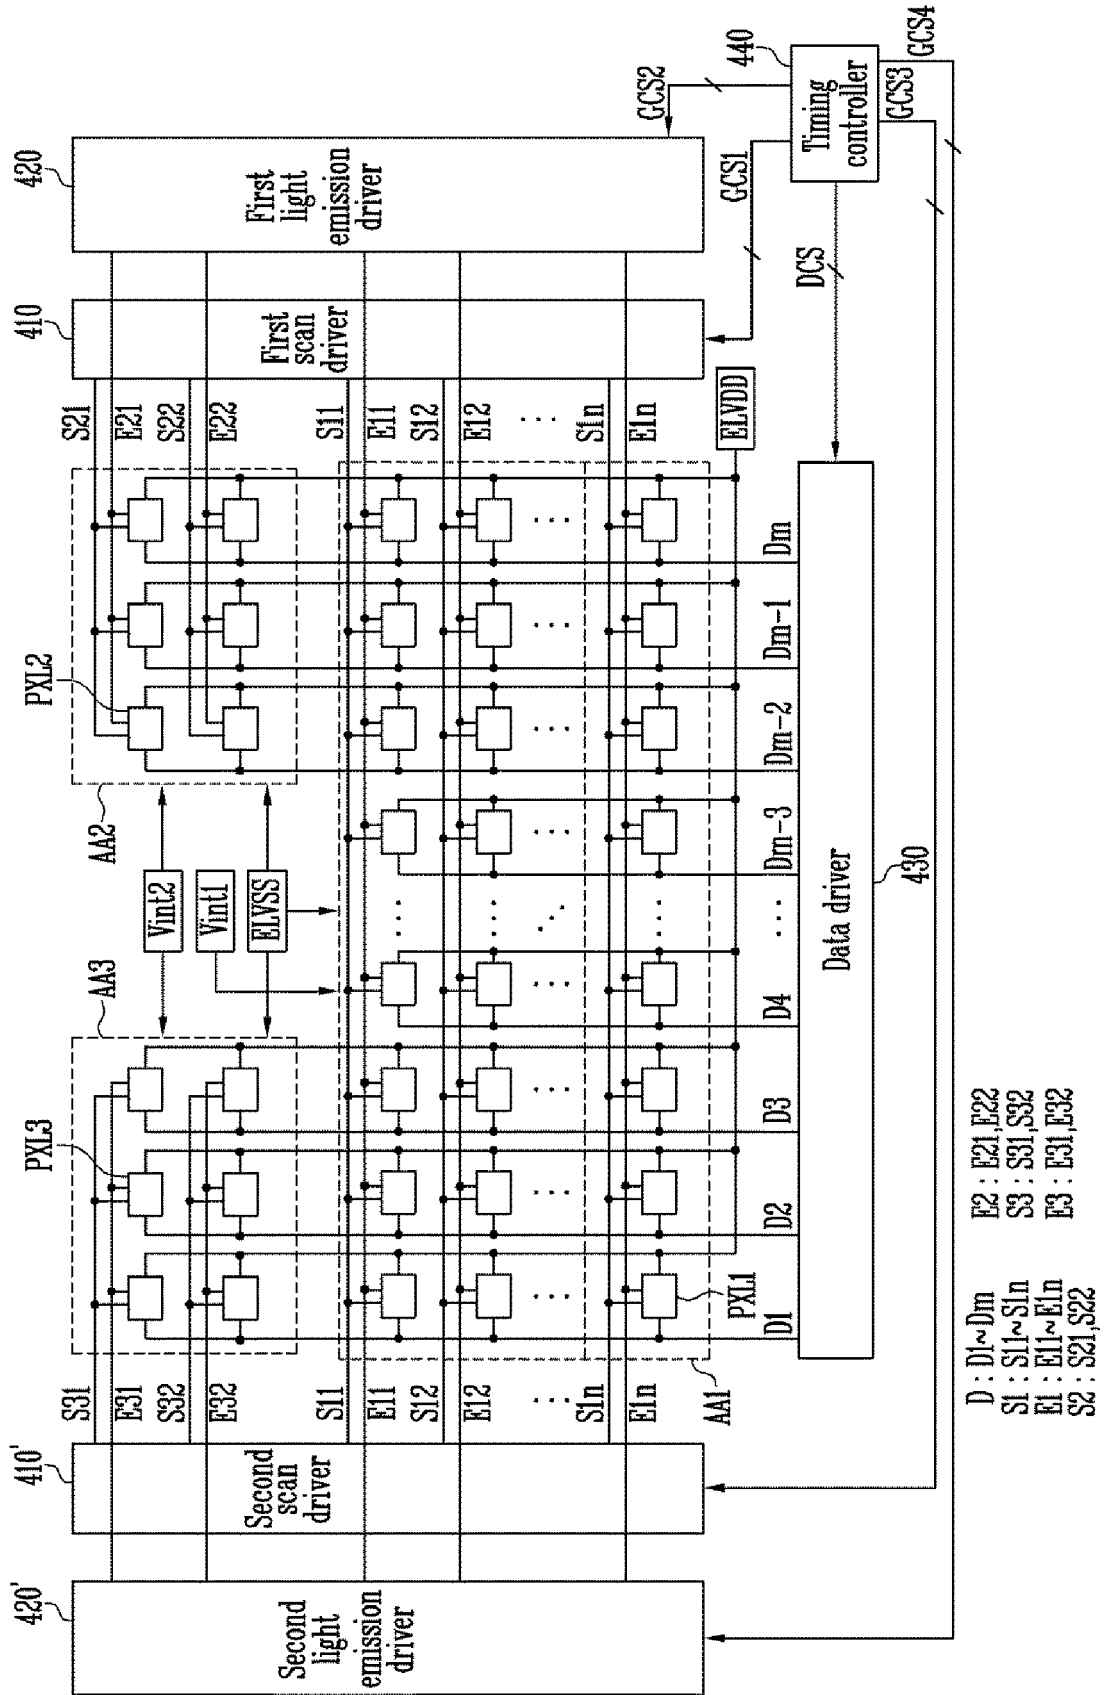 420'
Second
light
emission
driver
410'
Second
scan
driver
S31
E31
S32
E32
S11
E11
S12
E12
· · ·
S1n
E1n
AA1
PXL3
AA3
Vint2
Vint1
ELVSS
AA2
PXL2
S21
E21
S22
E22
S11
E11
S12
E12
· · ·
S1n
E1n
ELVDD
410
First
scan
driver
420
First
light
emission
driver
PXL1
D1
D2
D3
D4
· · ·
Dm-3
Dm-2
Dm-1
Dm
Data driver
430
DCS
GCS1
GCS2
440
Timing
controller
GCS3
GCS4
D : D1~Dm
S1 : S11~S1n
E1 : E11~E1n
S2 : S21,S22
E2 : E21,E22
S3 : S31,S32
E3 : E31,E32